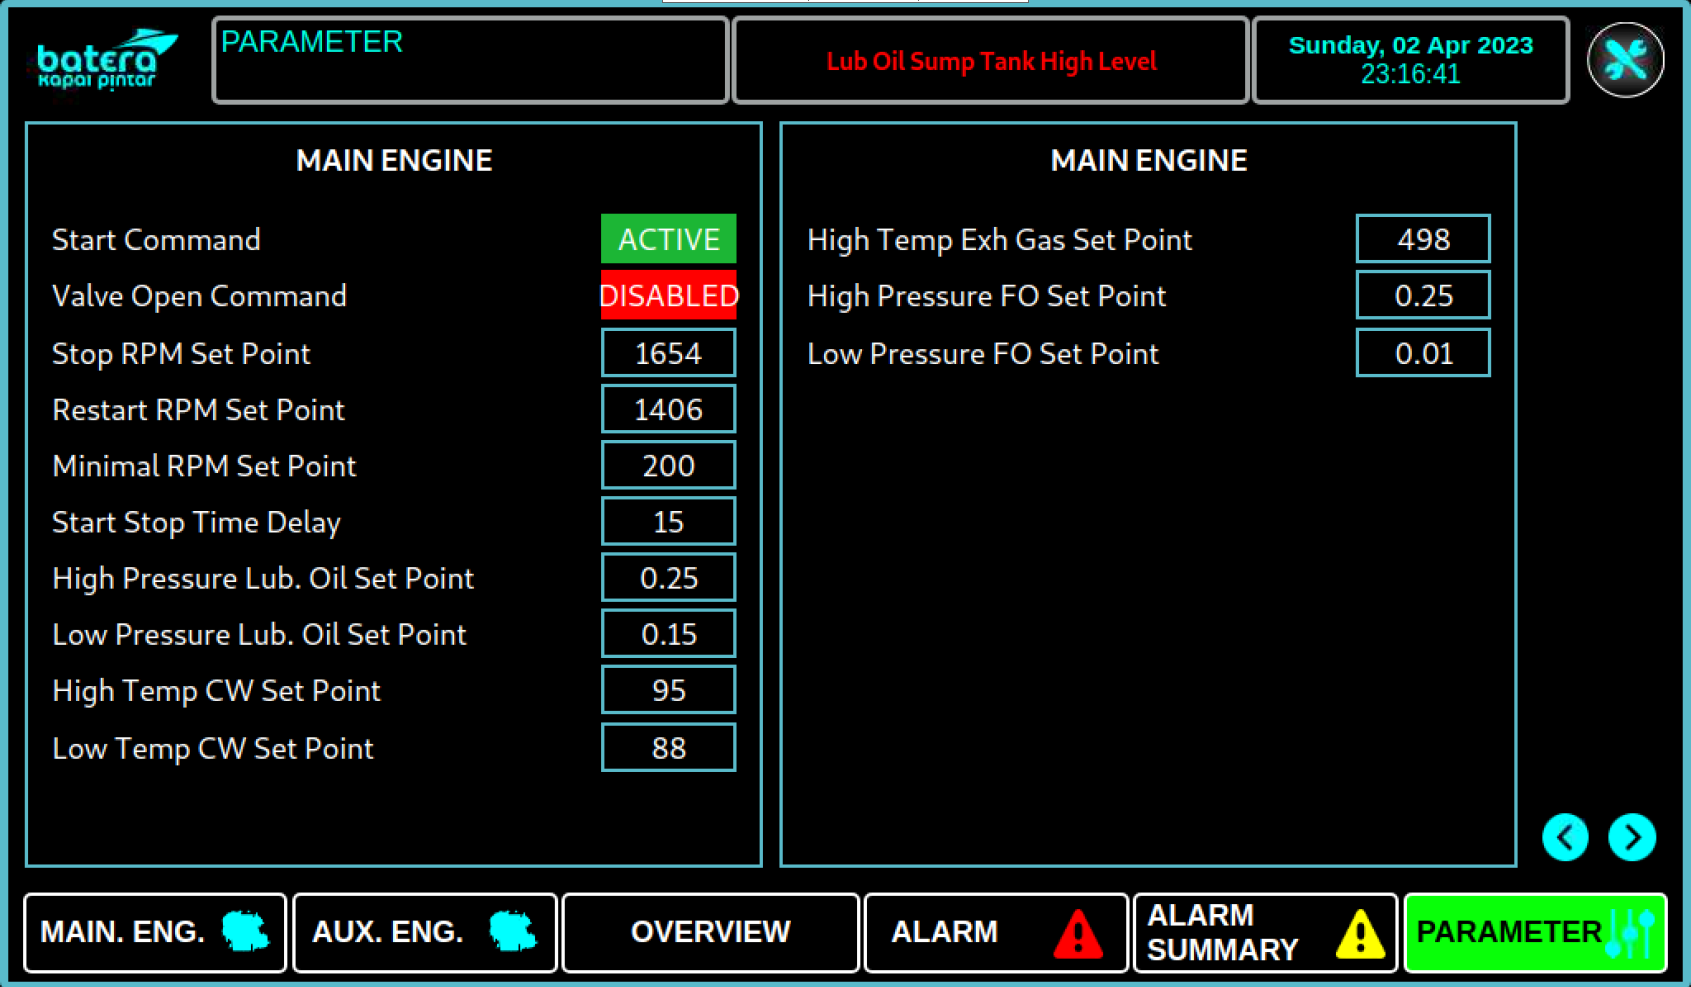 batera
kapal pintar
PARAMETER
Lub Oil Sump Tank High Level
Sunday, 02 Apr 2023
23:16:41
MAIN ENGINE
Start Command ACTIVE
Valve Open Command DISABLED
Stop RPM Set Point 1654
Restart RPM Set Point 1406
Minimal RPM Set Point 200
Start Stop Time Delay 15
High Pressure Lub. Oil Set Point 0.25
Low Pressure Lub. Oil Set Point 0.15
High Temp CW Set Point 95
Low Temp CW Set Point 88
MAIN ENGINE
High Temp Exh Gas Set Point 498
High Pressure FO Set Point 0.25
Low Pressure FO Set Point 0.01
MAIN. ENG.
AUX. ENG.
OVERVIEW
ALARM
ALARM
SUMMARY
PARAMETER